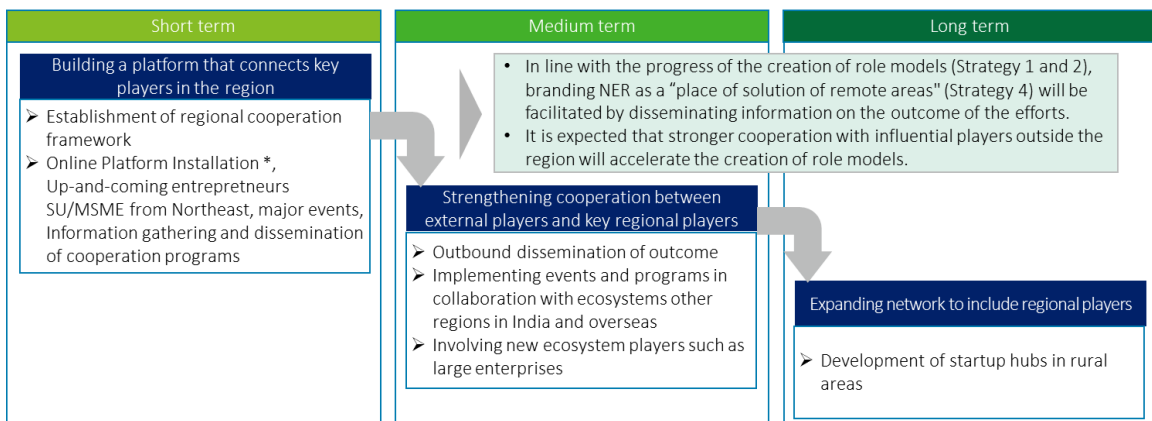 Short term
Building a platform that connects key
players in the region
➢ Establishment of regional cooperation
framework
➢ Online Platform Installation *,
Up-and-coming entrepretneurs
SU/MSME from Northeast, major events,
Information gathering and dissemination
of cooperation programs
Medium term
Long term
• In line with the progress of the creation of role models (Strategy 1 and 2),
branding NER as a “place of solution of remote areas" (Strategy 4) will be
facilitated by disseminating information on the outcome of the efforts.
• It is expected that stronger cooperation with influential players outside the
region will accelerate the creation of role models.
Strengthening cooperation between
external players and key regional players
➢ Outbound dissemination of outcome
➢ Implementing events and programs in
collaboration with ecosystems other
regions in India and overseas
➢ Involving new ecosystem players such as
large enterprises
Expanding network to include regional players
➢ Development of startup hubs in rural
areas